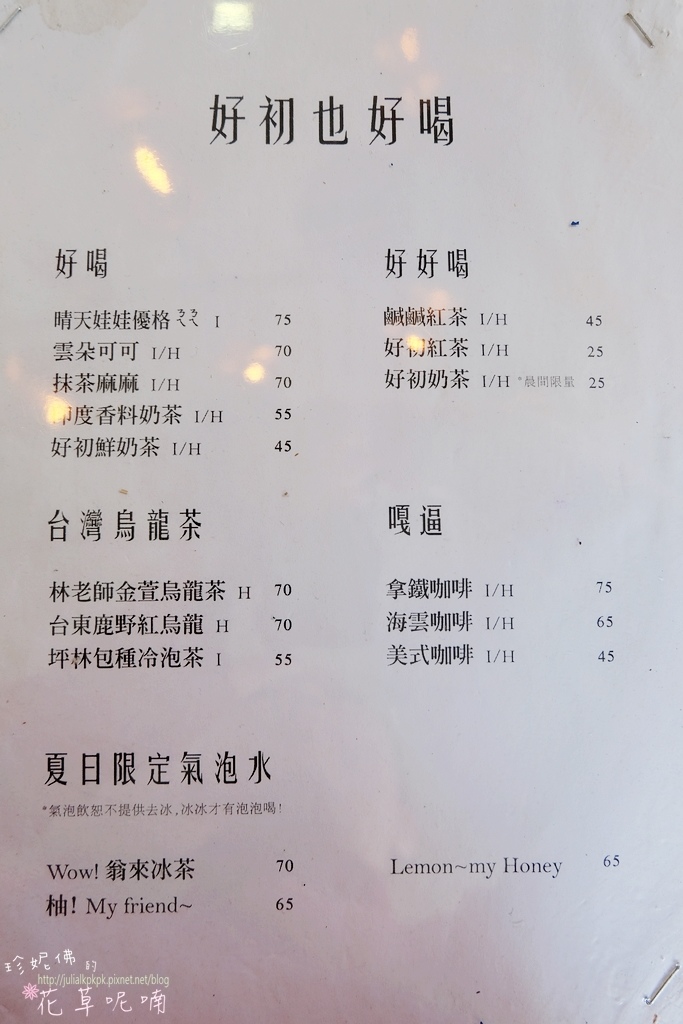 好初也好喝
好喝
晴天娃娃優格ㄋㄋ I 75
雲朵可可 I/H 70
抹茶麻麻 I/H 70
印度香料奶茶 I/H 55
好初鮮奶茶 I/H 45
好好喝
鹹鹹紅茶 I/H 45
好初紅茶 I/H 25
好初奶茶 I/H *晨間限量 25
台灣烏龍茶
林老師金萱烏龍茶 H 70
台東鹿野紅烏龍 H 70
坪林包種冷泡茶 I 55
嘎逼
拿鐵咖啡 I/H 75
海雲咖啡 I/H 65
美式咖啡 I/H 45
夏日限定氣泡水
*氣泡飲恕不提供去冰,冰冰才有泡泡喝!
Wow! 翁來冰茶 70
柚! My friend~ 65
Lemon~my Honey 65
珍妮佛的
http://julialkpkpk.pixnet.net/blog
花草呢喃